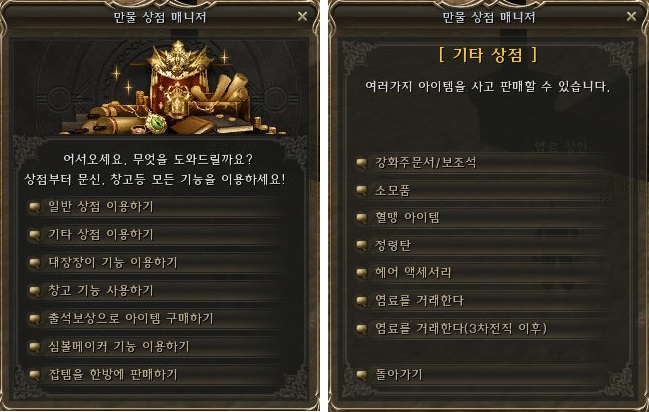 만물 상점 매니저
어서오세요, 무엇을 도와드릴까요?
상점부터 문신, 창고등 모든 기능을 이용하세요!
일반 상점 이용하기
기타 상점 이용하기
대장장이 기능 이용하기
창고 기능 사용하기
출석보상으로 아이템 구매하기
심볼메이커 기능 이용하기
잡템을 한방에 판매하기
만물 상점 매니저
[ 기타 상점 ]
여러가지 아이템을 사고 판매할 수 있습니다.
강화주문서/보조석
소모품
혈맹 아이템
정령탄
헤어 액세서리
염료를 거래한다
염료를 거래한다(3차전직 이후)
돌아가기